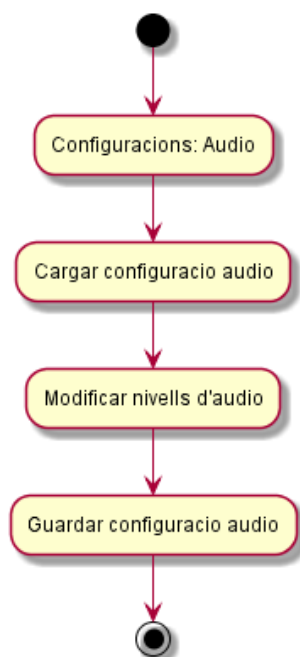 Configuracions: Audio
Cargar configuracio audio
Modificar nivells d'audio
Guardar configuracio audio